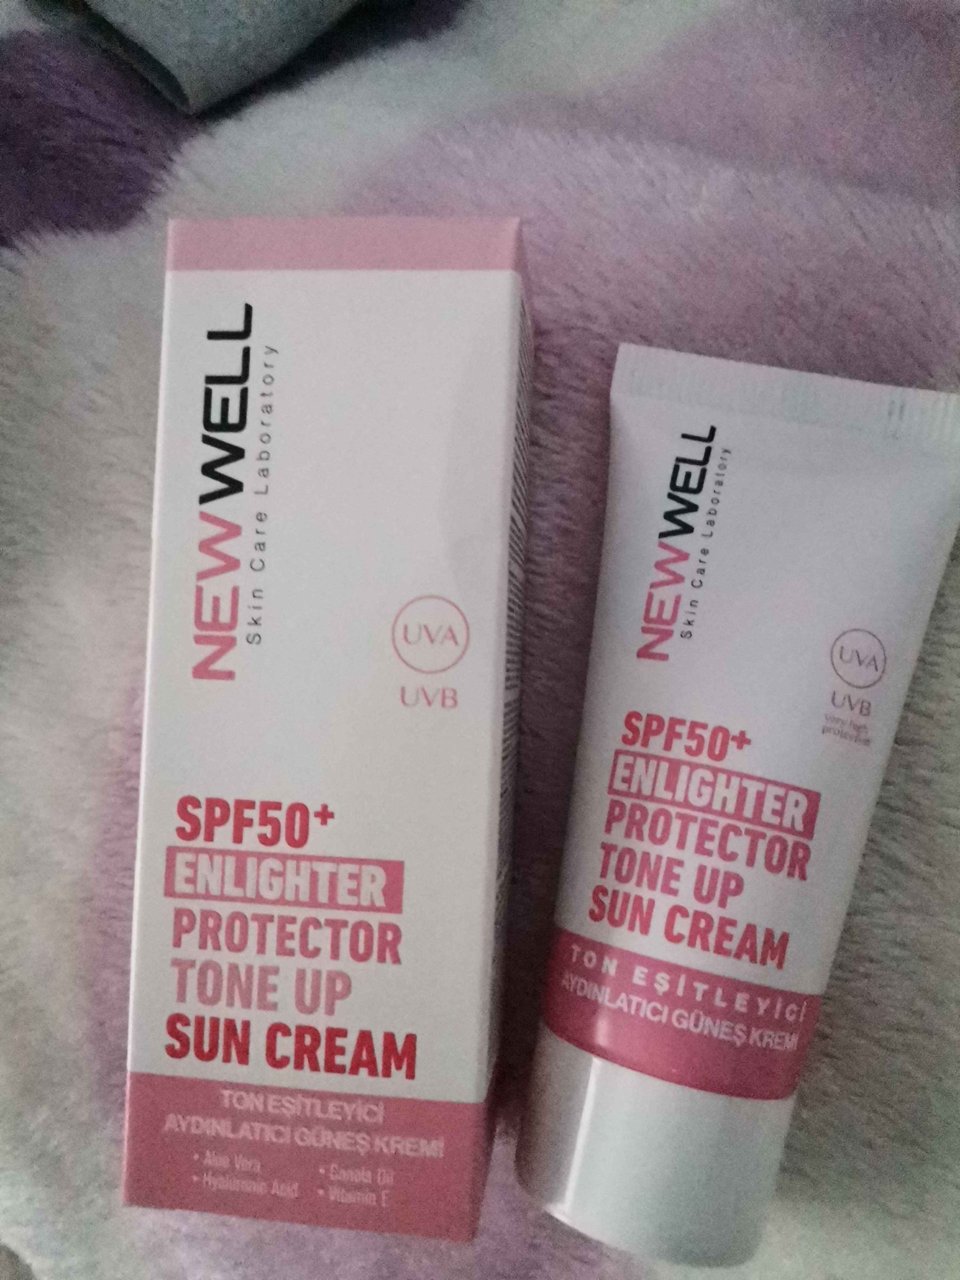 NEWWELL
Skin Care Laboratory
UVA
UVB
SPF50+
ENLIGHTER
PROTECTOR
TONE UP
SUN CREAM
TON EŞİTLEYİCİ
AYDINLATICI GÜNEŞ KREMİ
• Aloe Vera
• Hyaluronic Acid
• Canola Oil
• Vitamin E
NEWWELL
Skin Care Laboratory
UVA
UVB
Very high
protection
SPF50+
ENLIGHTER
PROTECTOR
TONE UP
SUN CREAM
TON EŞİTLEYİCİ
AYDINLATICI GÜNEŞ KREMİ